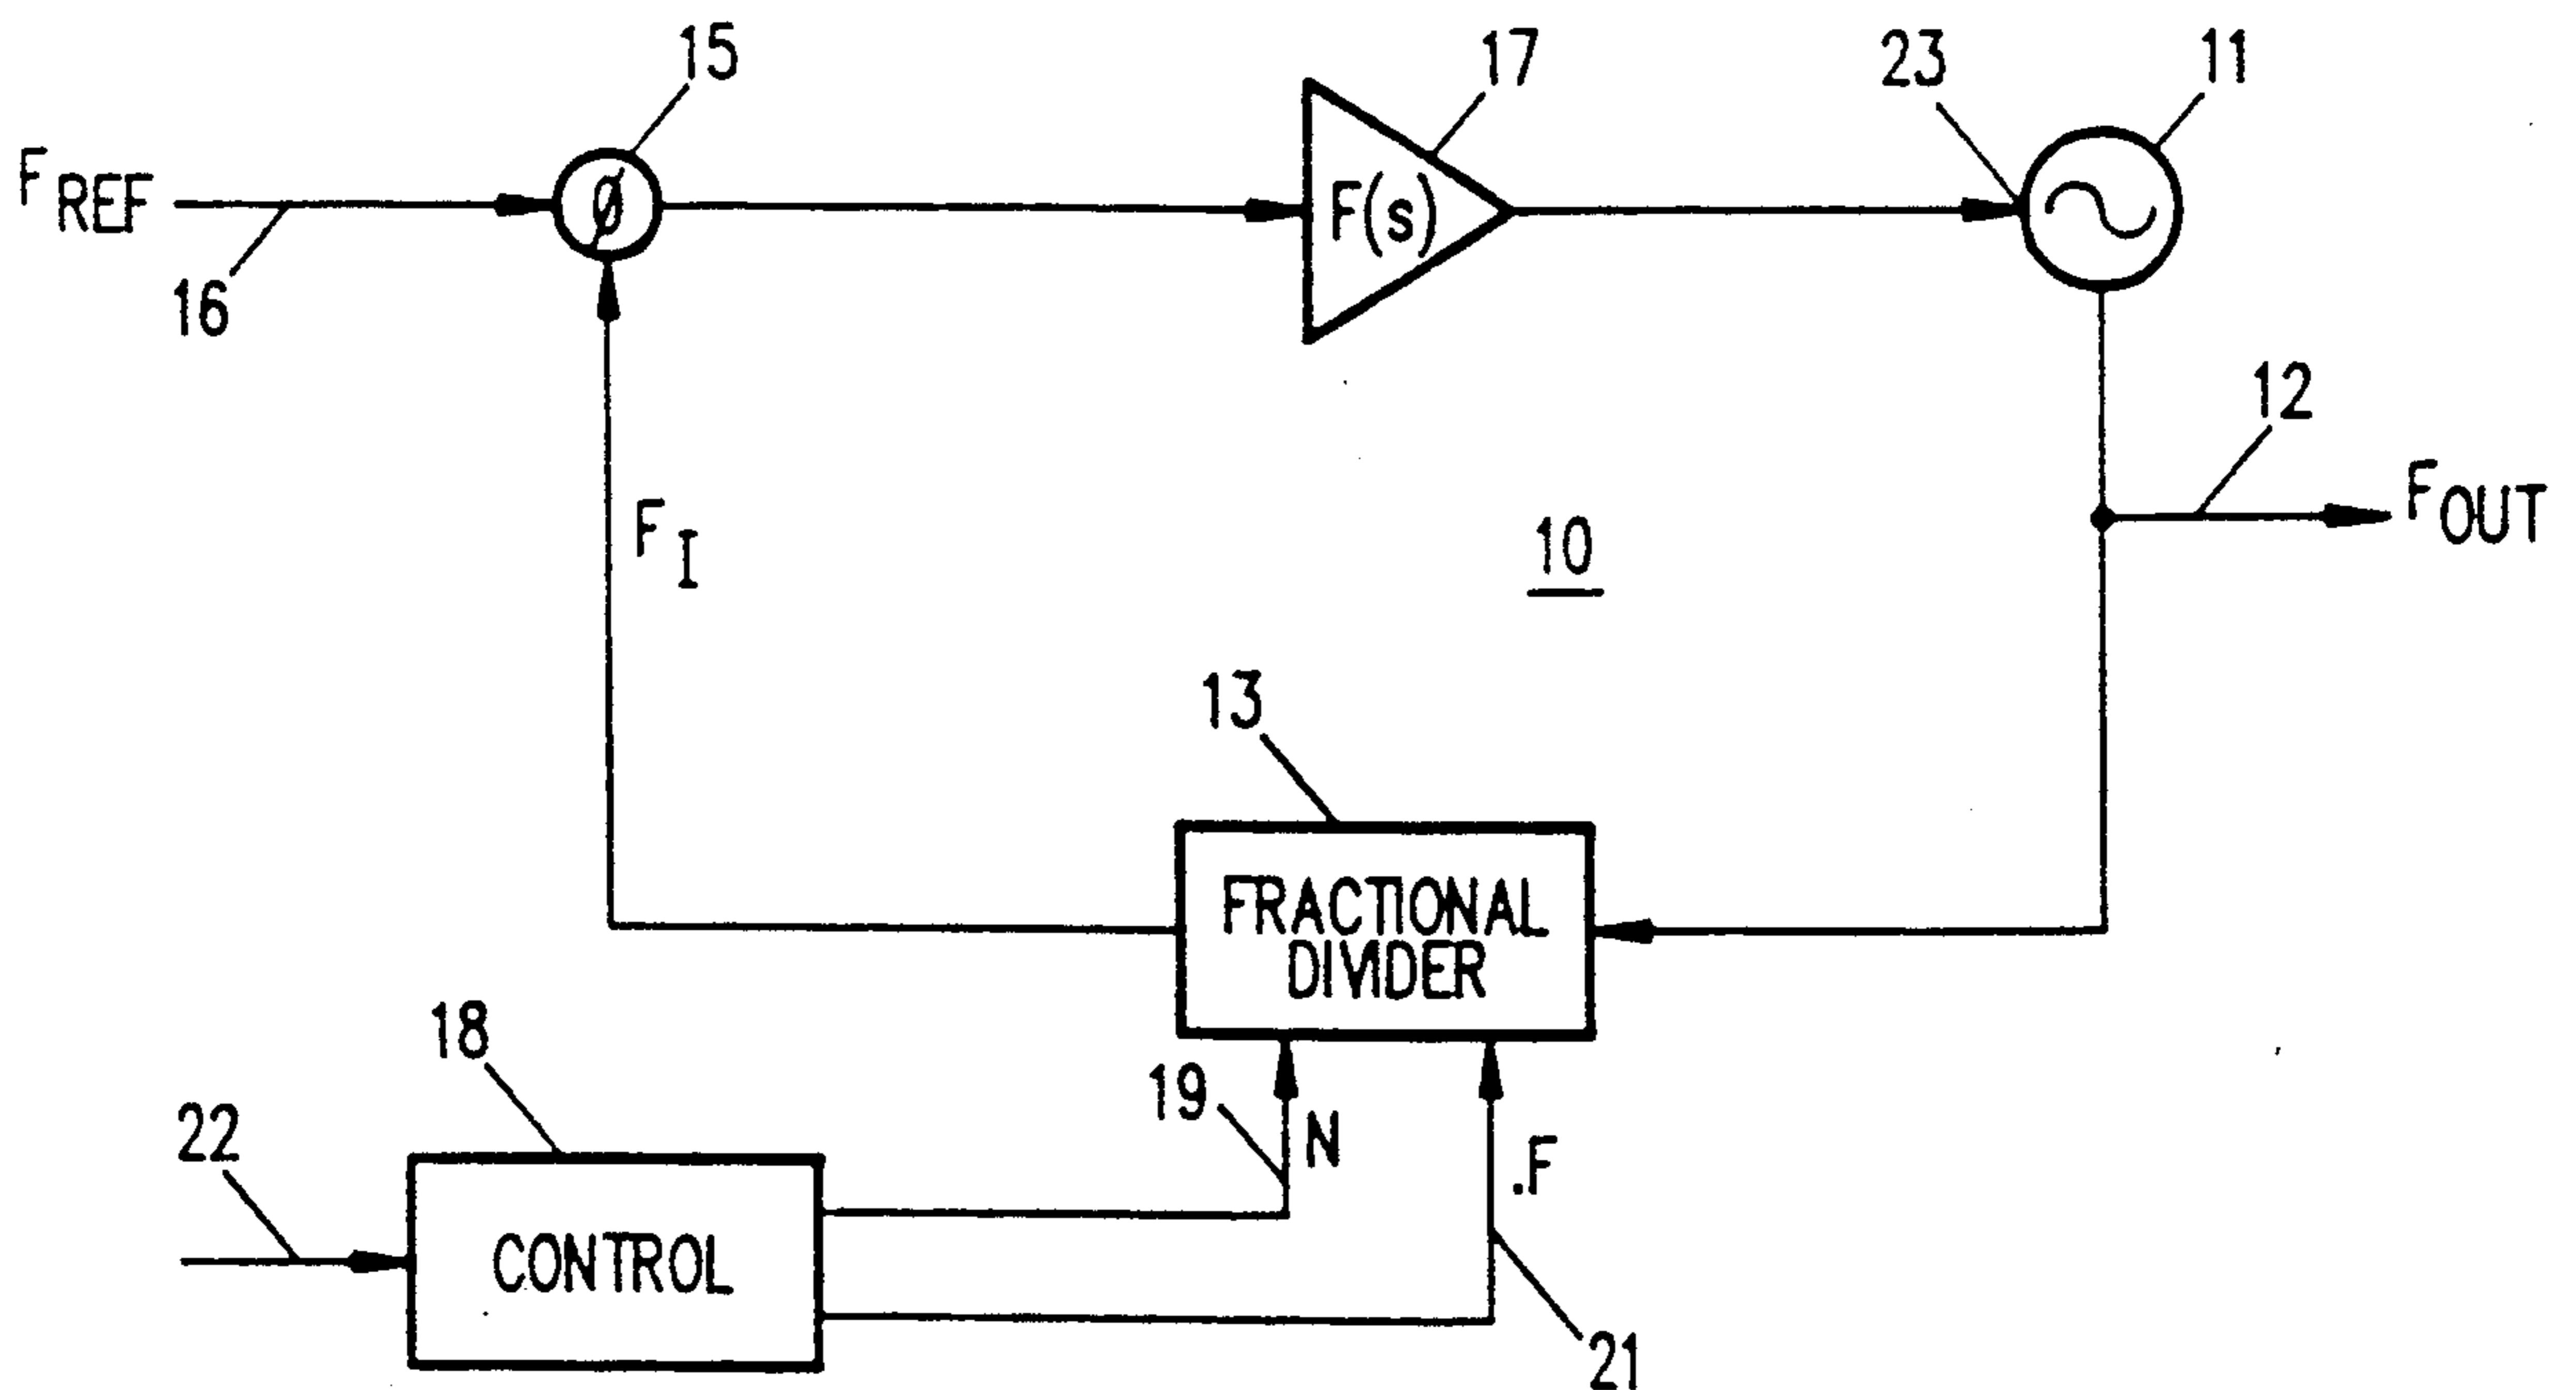 15
17
23
11
F REF
Ø
F(s)
16
12
F I
F OUT
10
13
FRACTIONAL
DIVIDER
18
19
N
22
.F
CONTROL
21